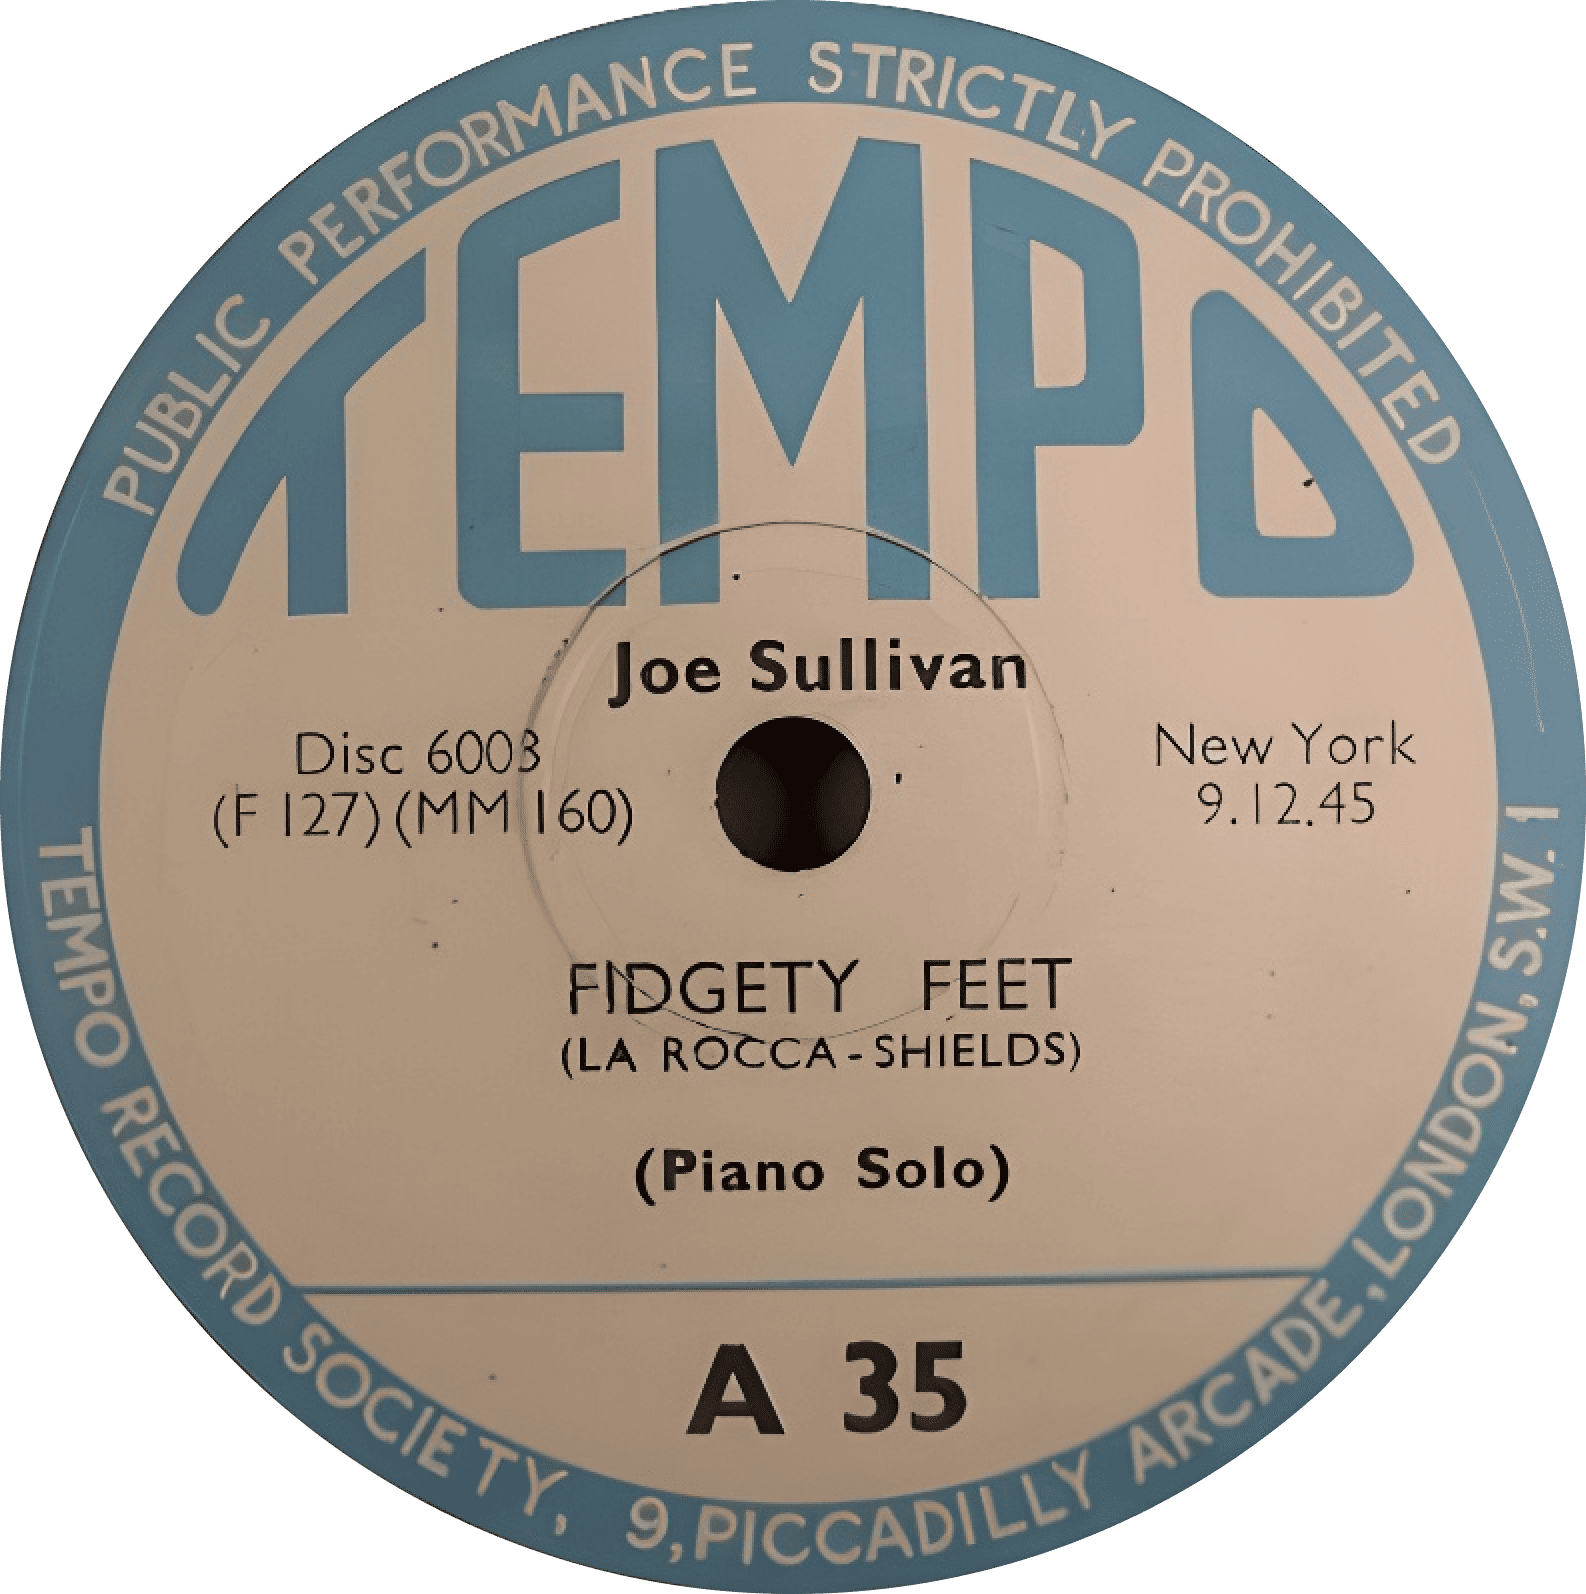 PUBLIC PERFORMANCE STRICTLY PROHIBITED
TEMPO
Joe Sullivan
Disc 6003
(F 127) (MM 160)
New York
9.12.45
FIDGETY FEET
(LA ROCCA - SHIELDS)
(Piano Solo)
A 35
TEMPO RECORD SOCIETY, 9, PICCADILLY ARCADE, LONDON, S.W. 1